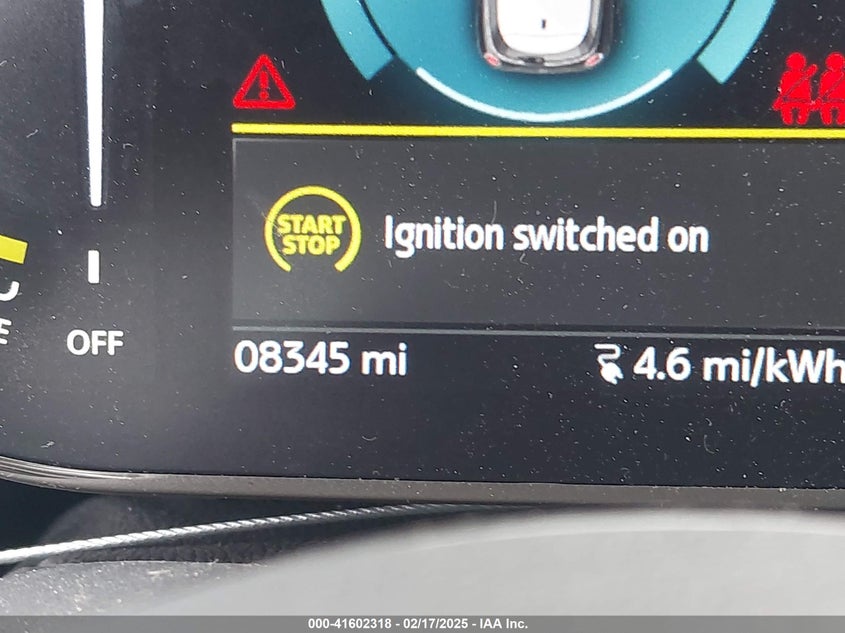 START
STOP
Ignition switched on
OFF
08345 mi
4.6 mi/kWh
000-41602318 - 02/17/2025 - IAA Inc.